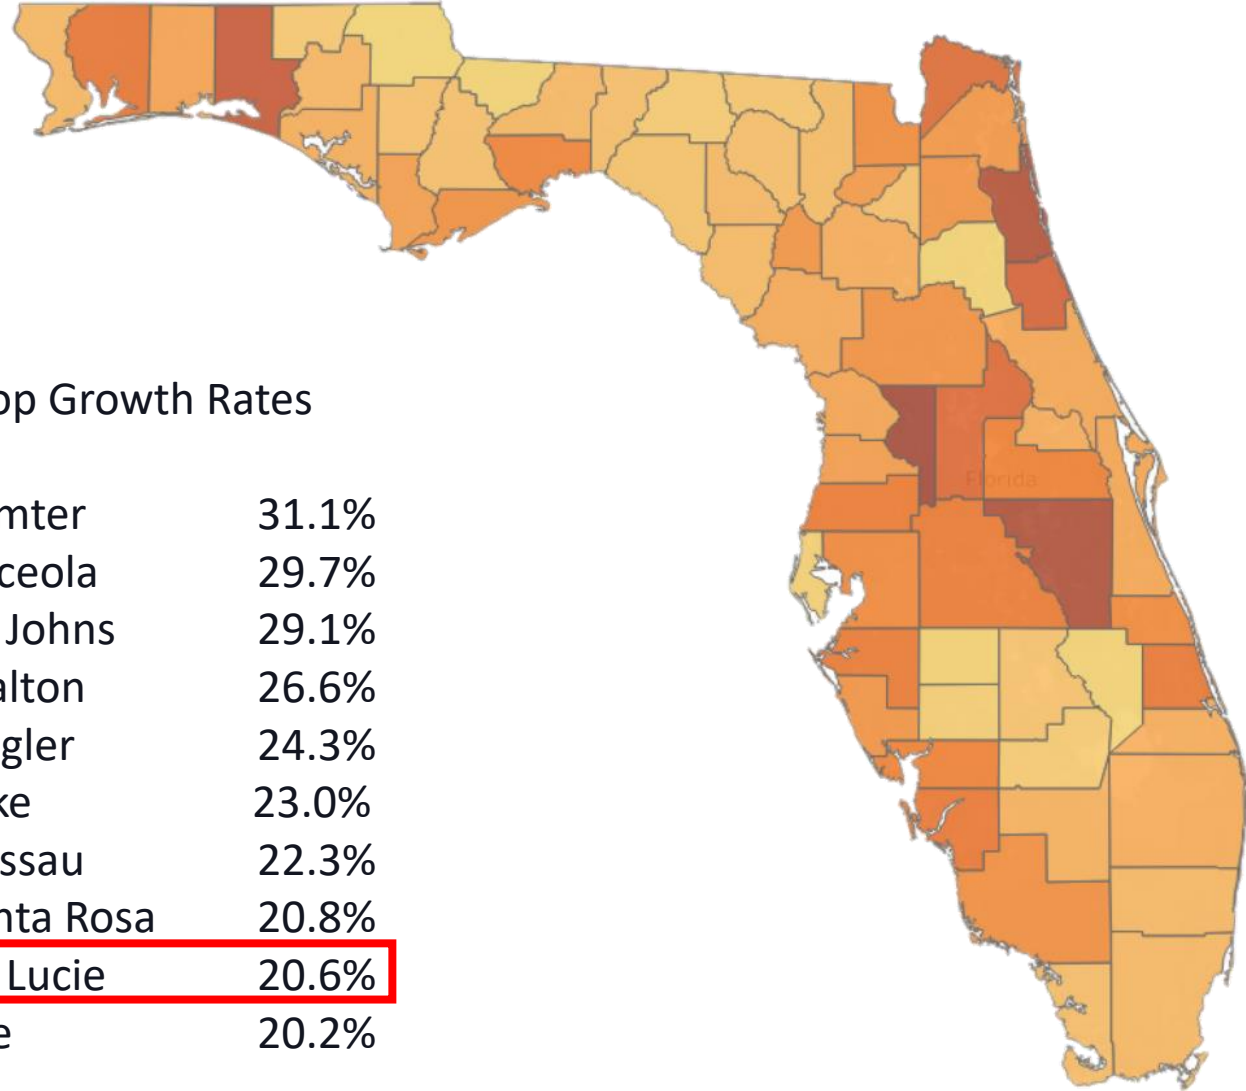 op Growth Rates
mter 31.1%
ceola 29.7%
Johns 29.1%
alton 26.6%
gler 24.3%
ke 23.0%
ssau 22.3%
nta Rosa 20.8%
Lucie 20.6%
e 20.2%
Florida